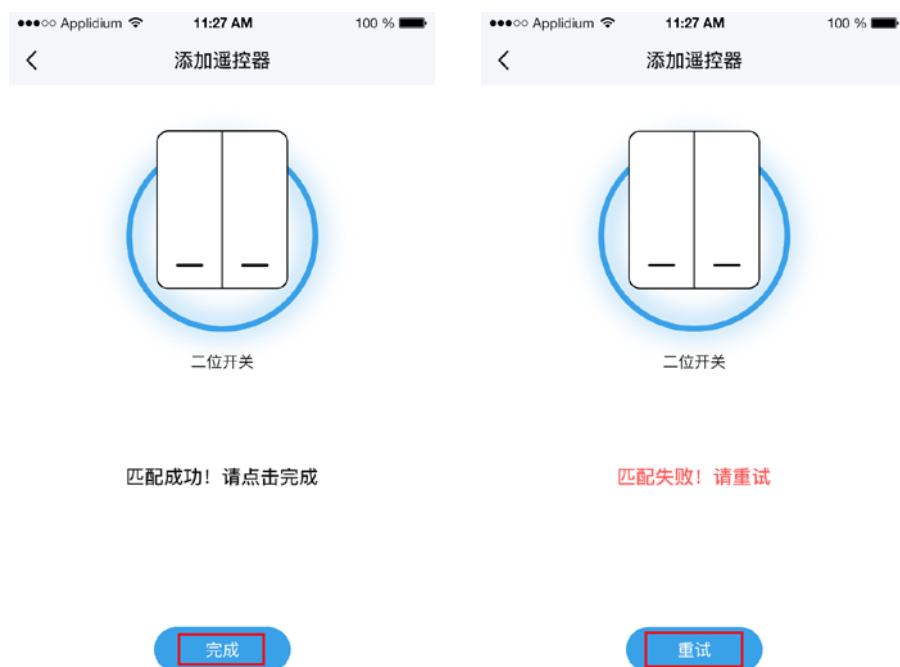 Applidium 11:27 AM 100 %
添加遥控器
二位开关
匹配成功！请点击完成
完成
Applidium 11:27 AM 100 %
添加遥控器
二位开关
匹配失败！请重试
重试